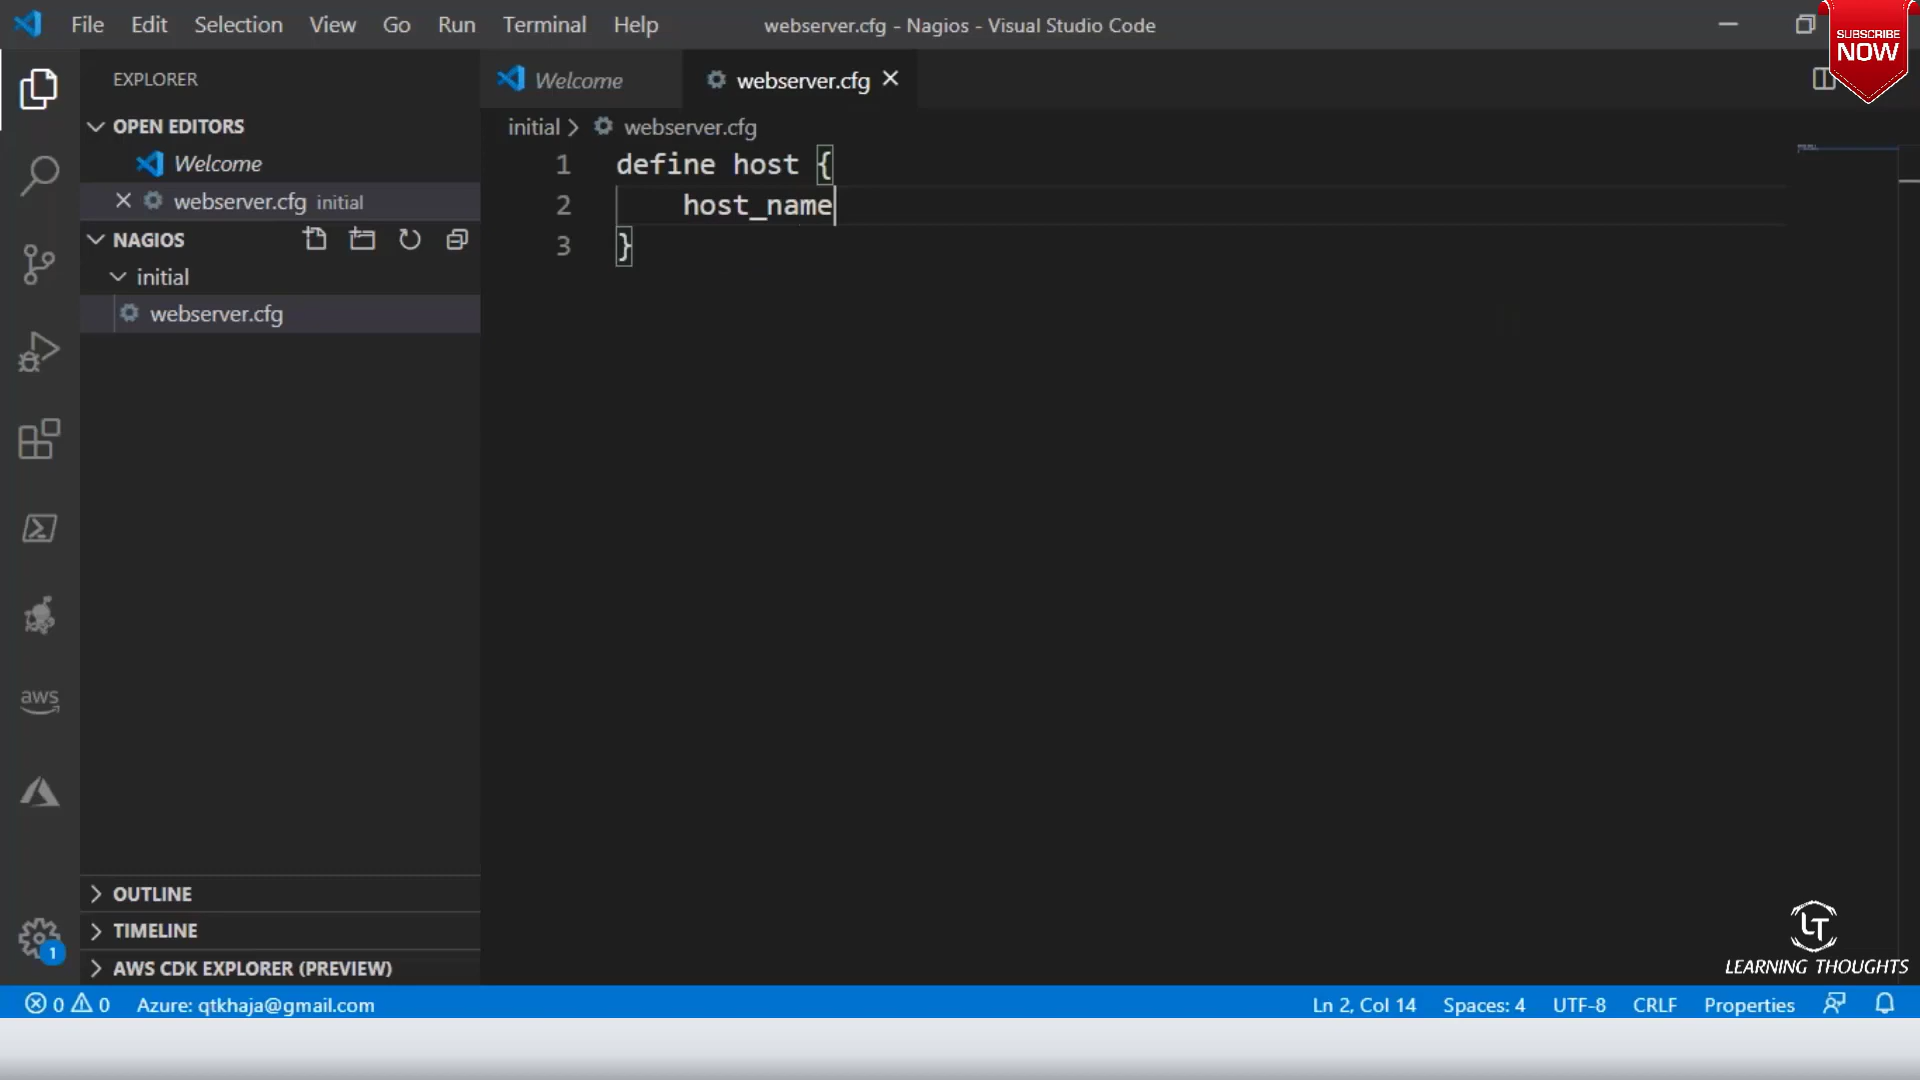 File Edit Selection View Go Run Terminal Help webserver.cfg - Nagios - Visual Studio Code
SUBSCRIBE
NOW
EXPLORER
OPEN EDITORS
Welcome
webserver.cfg initial
NAGIOS
initial
webserver.cfg
OUTLINE
TIMELINE
AWS CDK EXPLORER (PREVIEW)
aws
1
Welcome webserver.cfg
initial > webserver.cfg
1 define host {
2 host_name
3 }
LT
LEARNING THOUGHTS
0 0 Azure: qtkhaja@gmail.com Ln 2, Col 14 Spaces: 4 UTF-8 CRLF Properties